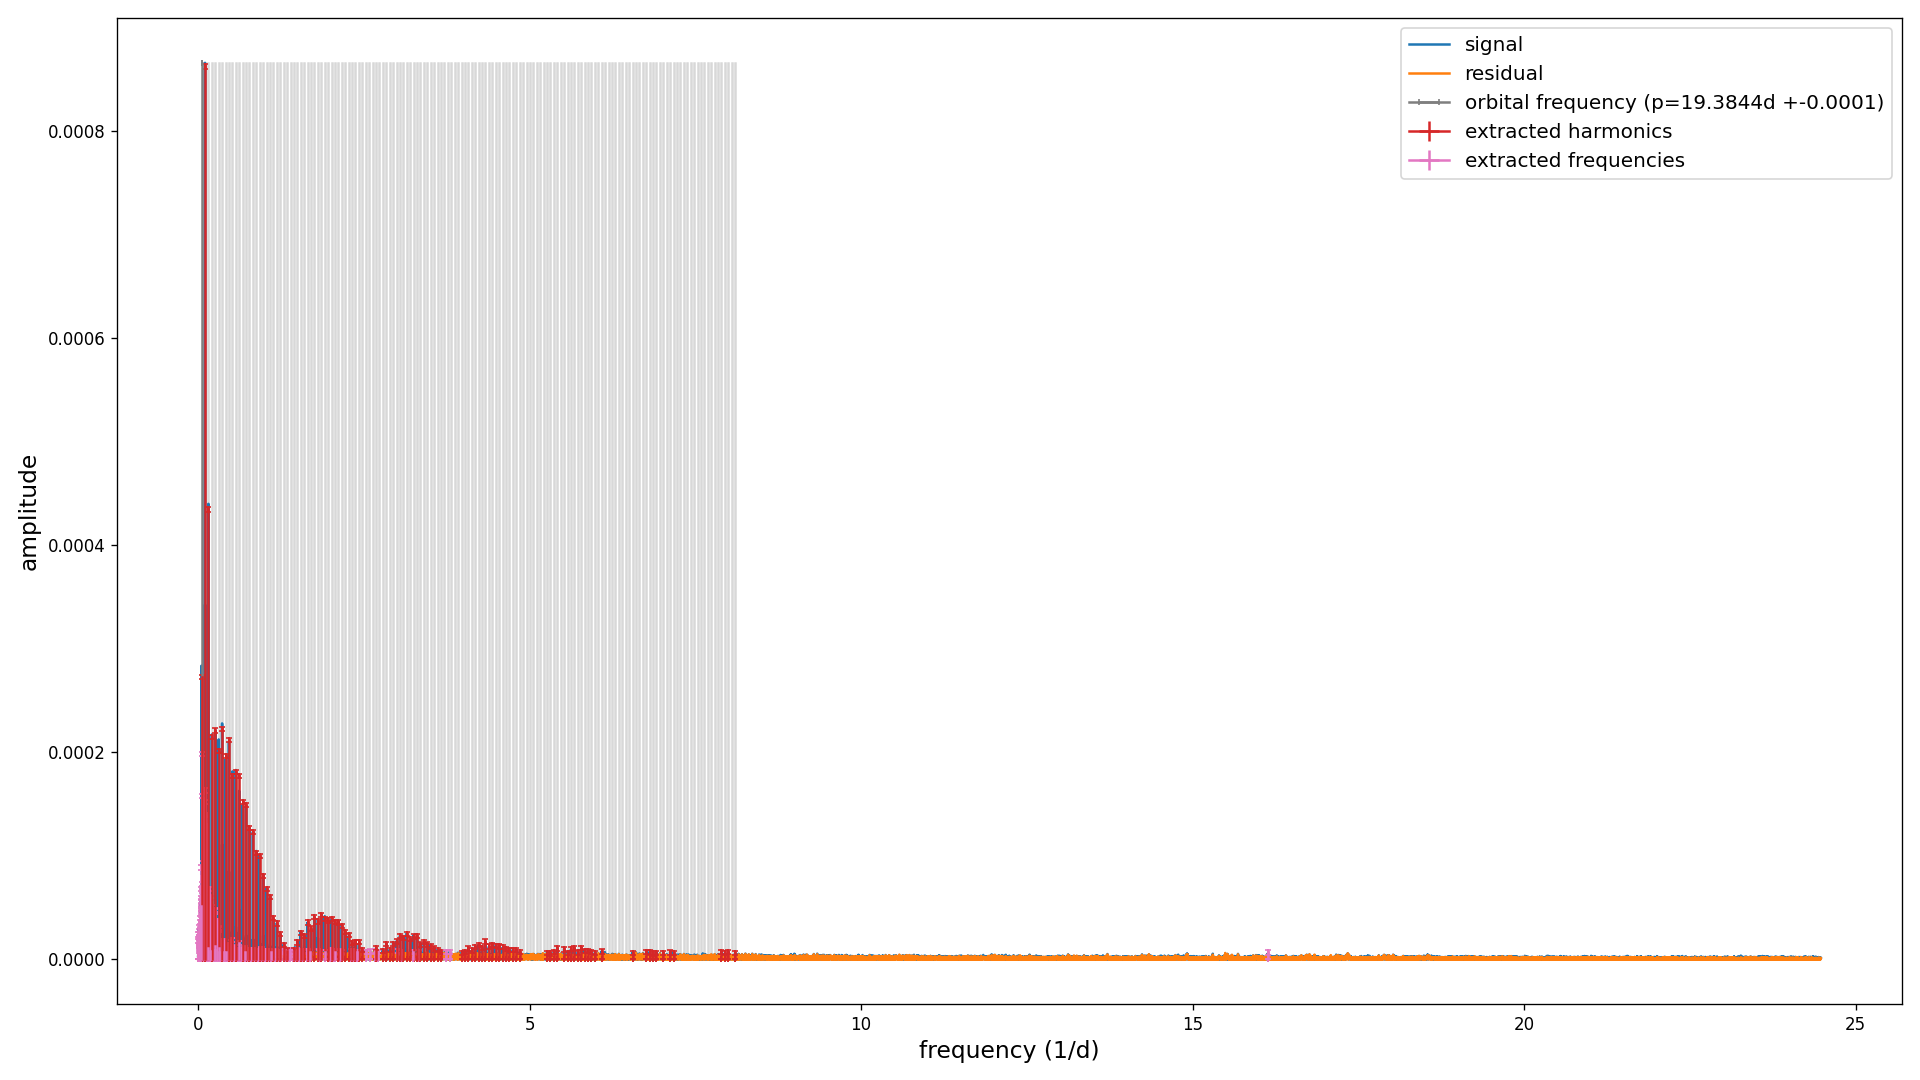 signal
residual
orbital frequency (p=19.3844d +-0.0001)
extracted harmonics
extracted frequencies
amplitude
0.0008
0.0006
0.0004
0.0002
0.0000
0
5
10
15
20
25
frequency (1/d)